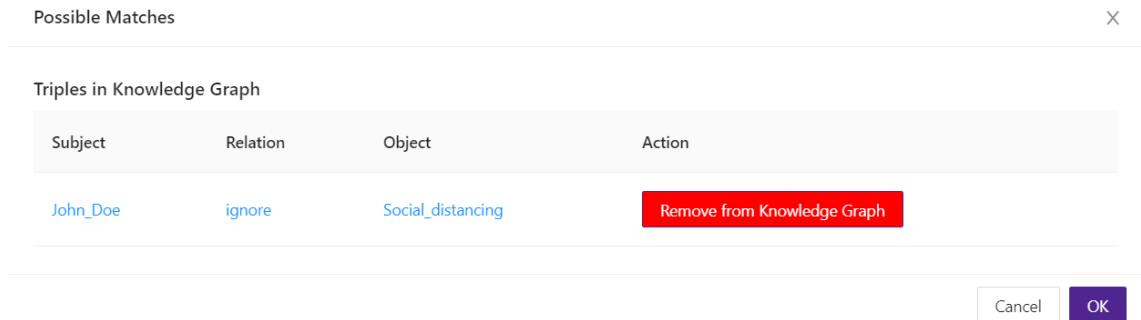 Possible Matches
Triples in Knowledge Graph
Subject Relation Object Action
John_Doe ignore Social_distancing Remove from Knowledge Graph
Cancel OK